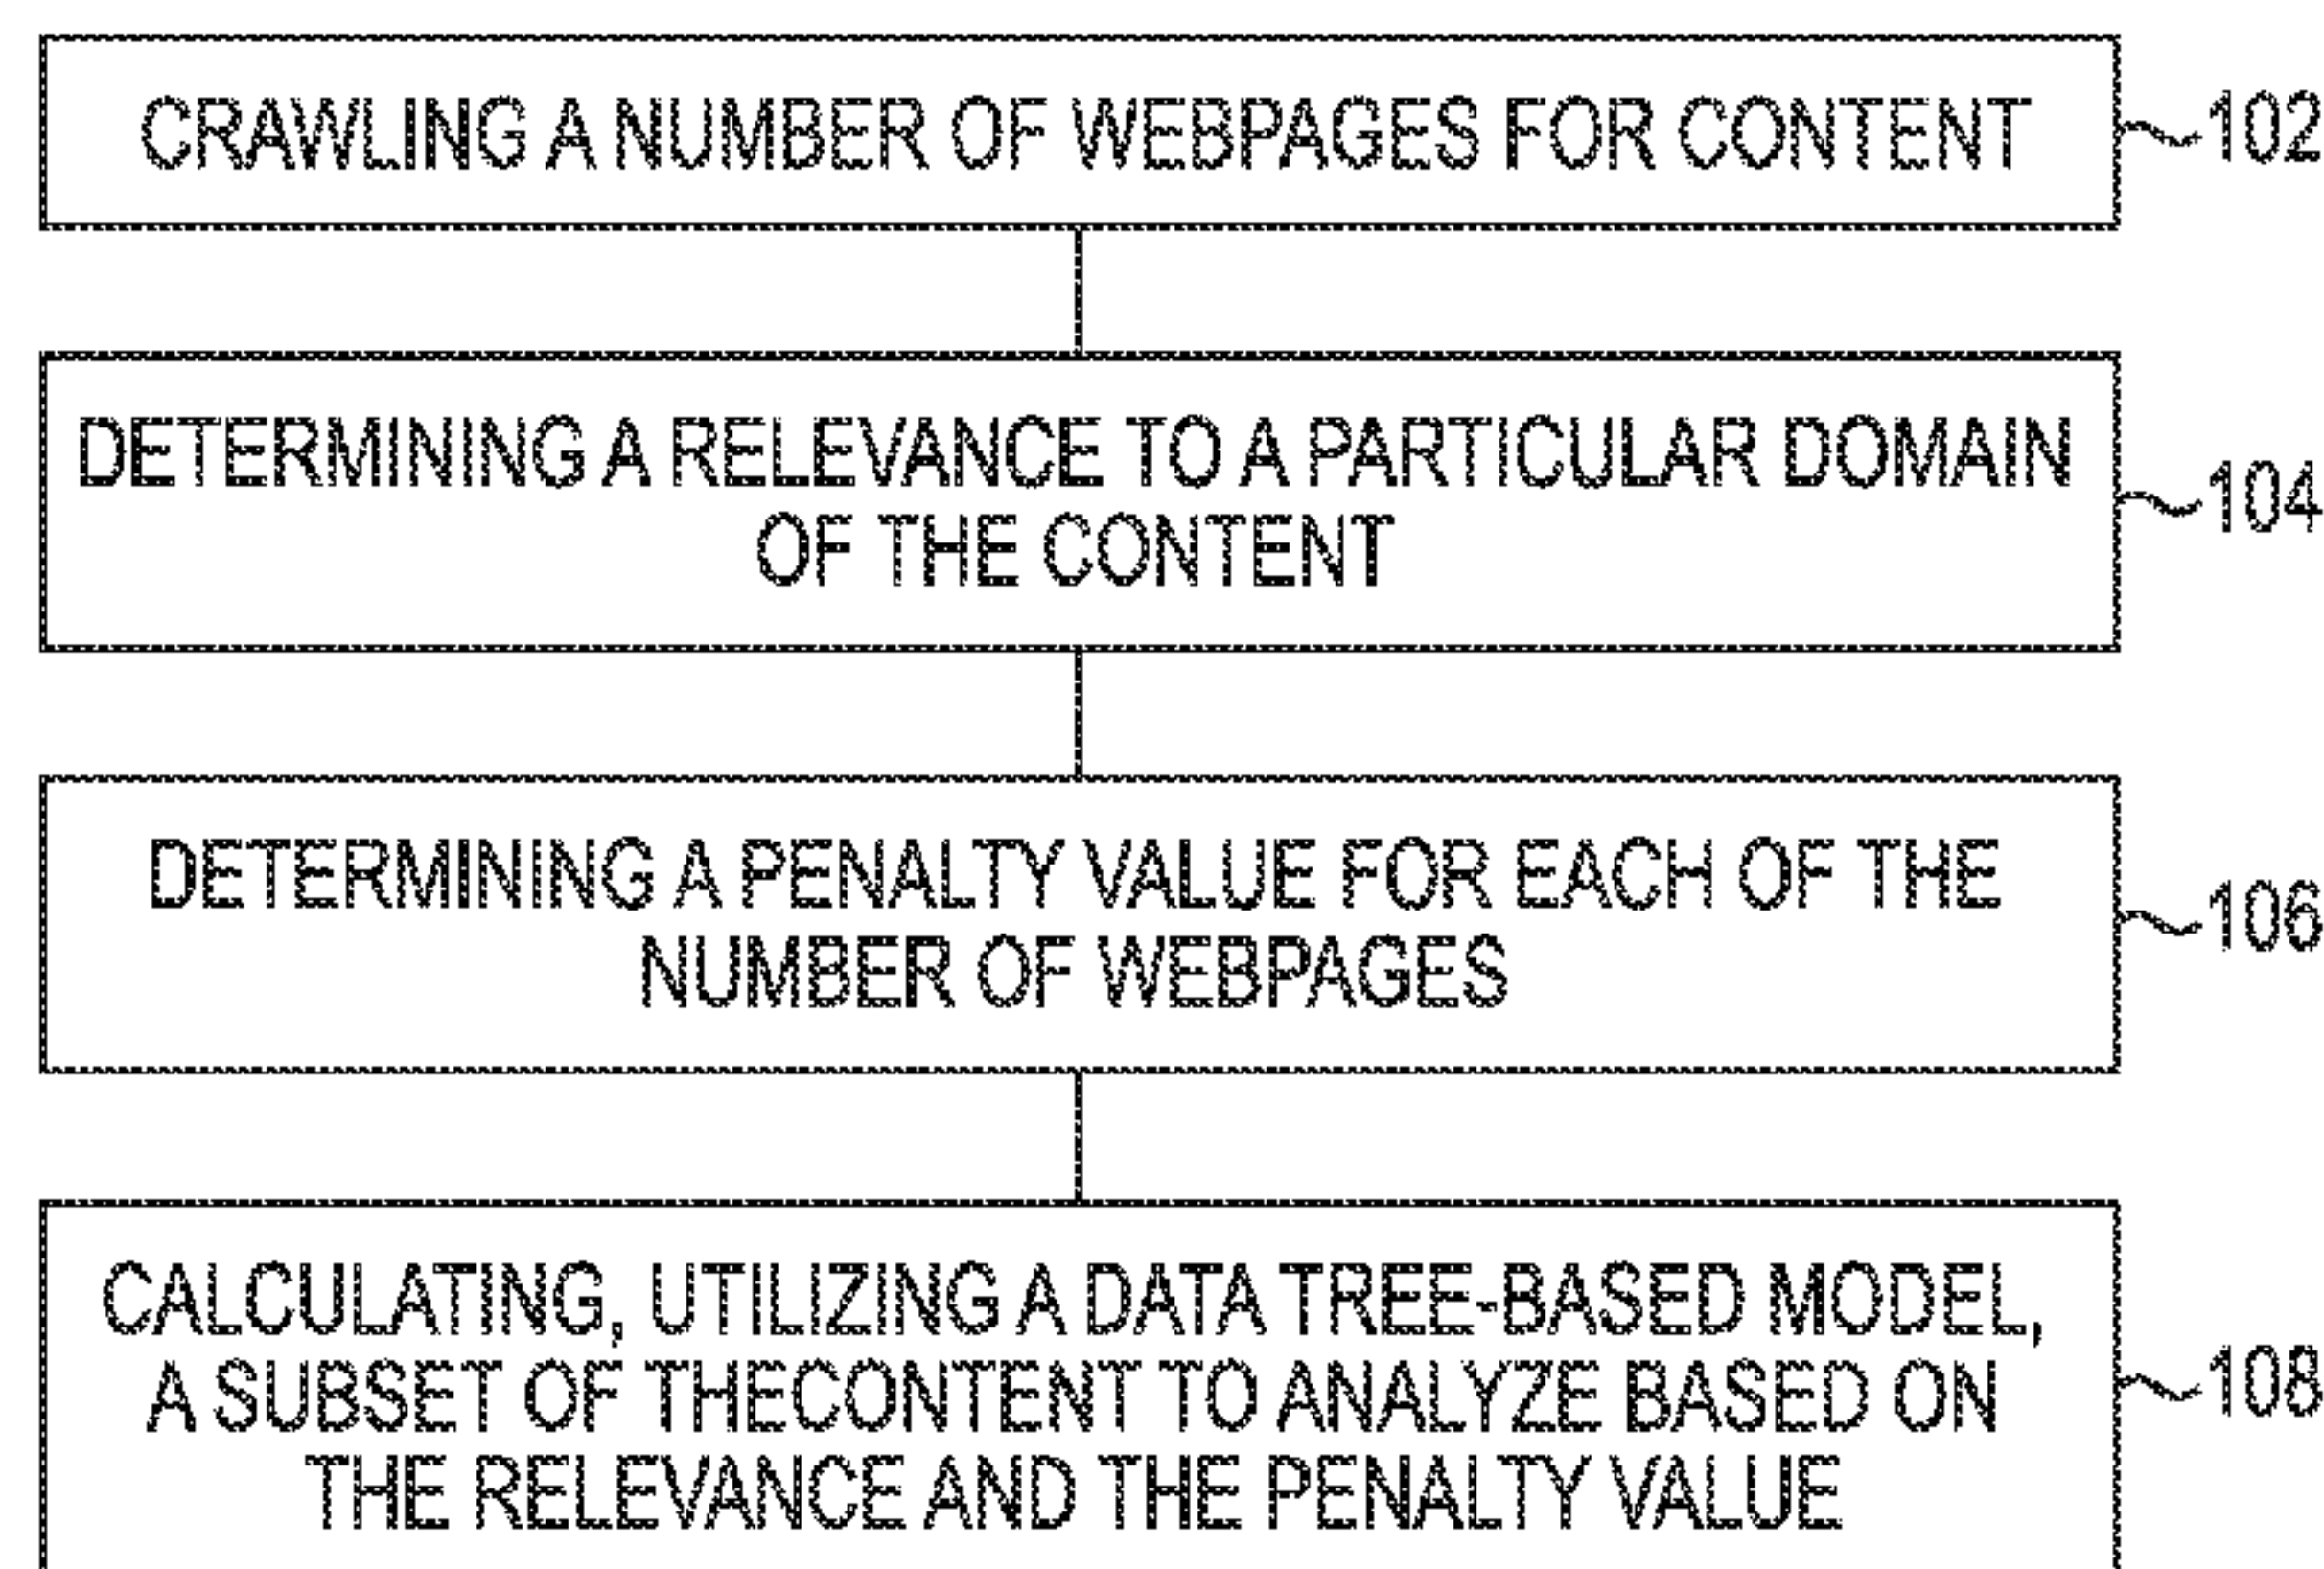 CRAWLING A NUMBER OF WEBPAGES FOR CONTENT
102
DETERMINING A RELEVANCE TO A PARTICULAR DOMAIN
OF THE CONTENT
104
DETERMINING A PENALTY VALUE FOR EACH OF THE
NUMBER OF WEBPAGES
106
CALCULATING, UTILIZING A DATA TREE-BASED MODEL,
A SUBSET OF THECONTENT TO ANALYZE BASED ON
THE RELEVANCE AND THE PENALTY VALUE
108